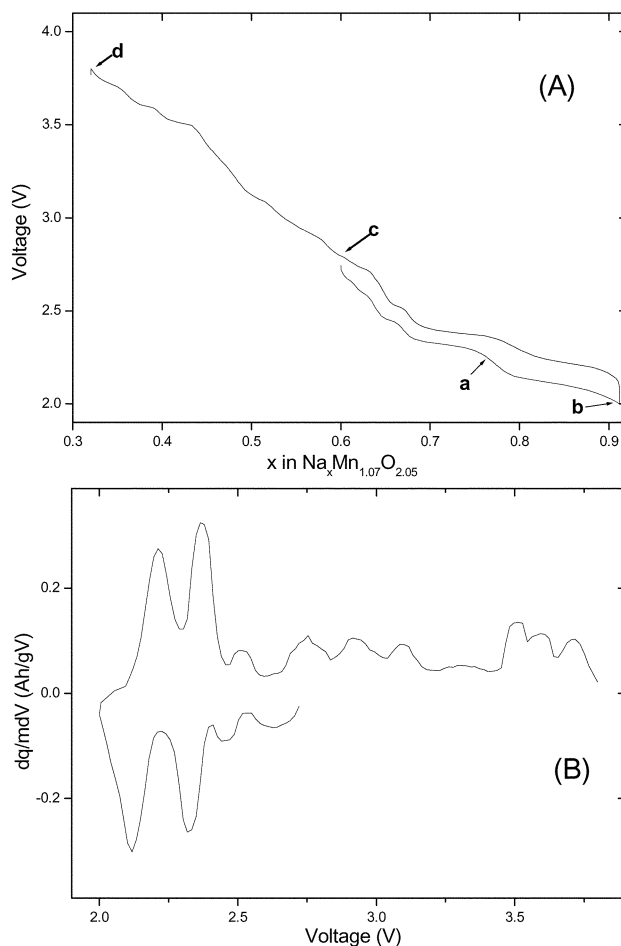 4.0
d
(A)
3.5
Voltage (V)
3.0
c
2.5
a
b
2.0
0.3 0.4 0.5 0.6 0.7 0.8 0.9
x in NaxMn1.07O2.05
0.2
dq/mdV (Ah/gV)
0.0
(B)
-0.2
2.0 2.5 3.0 3.5
Voltage (V)